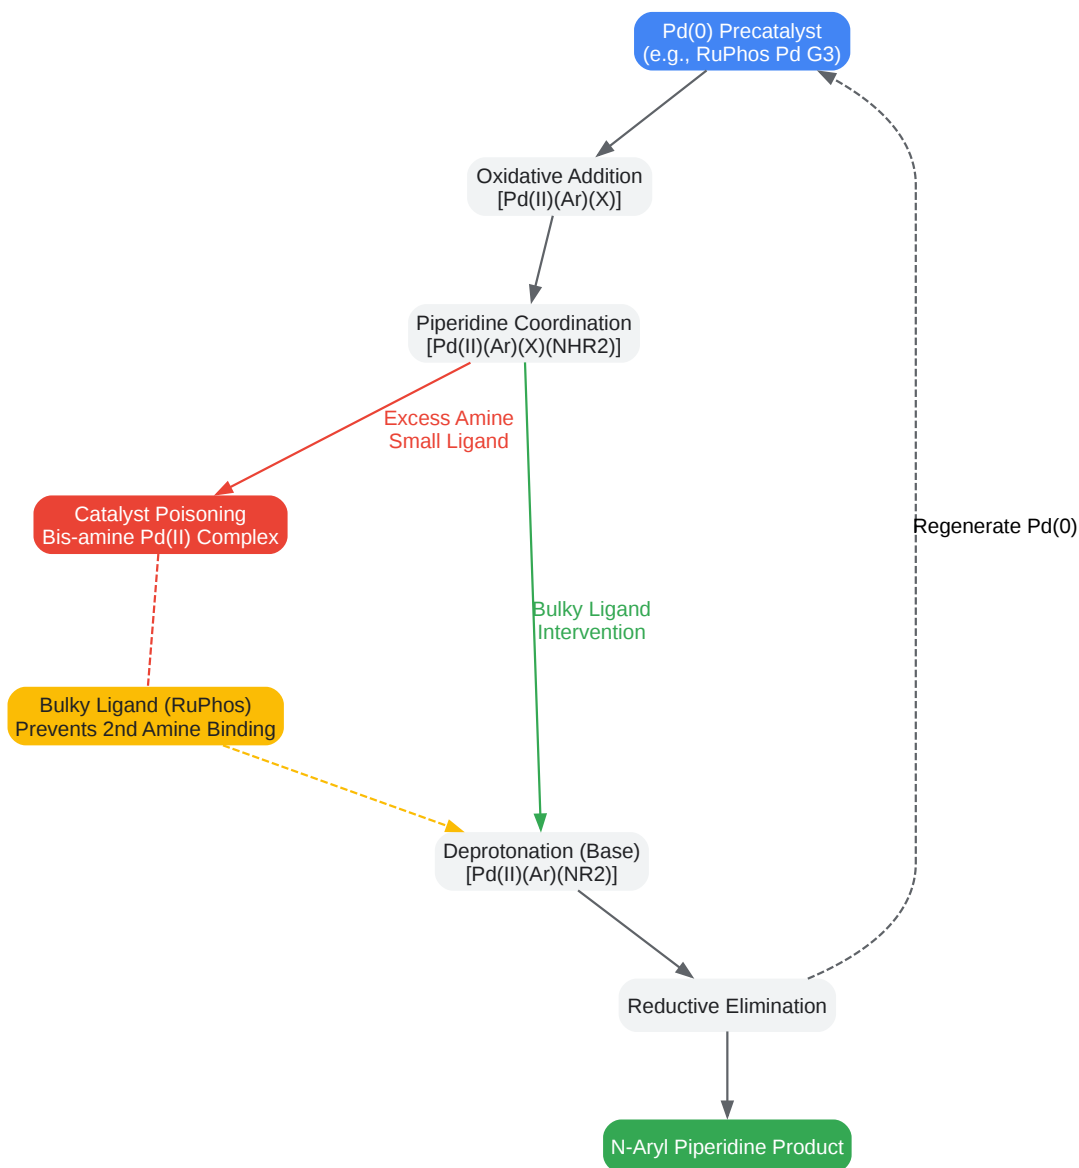 Pd(0) Precatalyst
(e.g., RuPhos Pd G3)
Oxidative Addition
[Pd(II)(Ar)(X)]
Piperidine Coordination
[Pd(II)(Ar)(X)(NHR2)]
Excess Amine
Small Ligand
Catalyst Poisoning
Bis-amine Pd(II) Complex
Regenerate Pd(0)
Bulky Ligand
Intervention
Bulky Ligand (RuPhos)
Prevents 2nd Amine Binding
Deprotonation (Base)
[Pd(II)(Ar)(NR2)]
Reductive Elimination
N-Aryl Piperidine Product